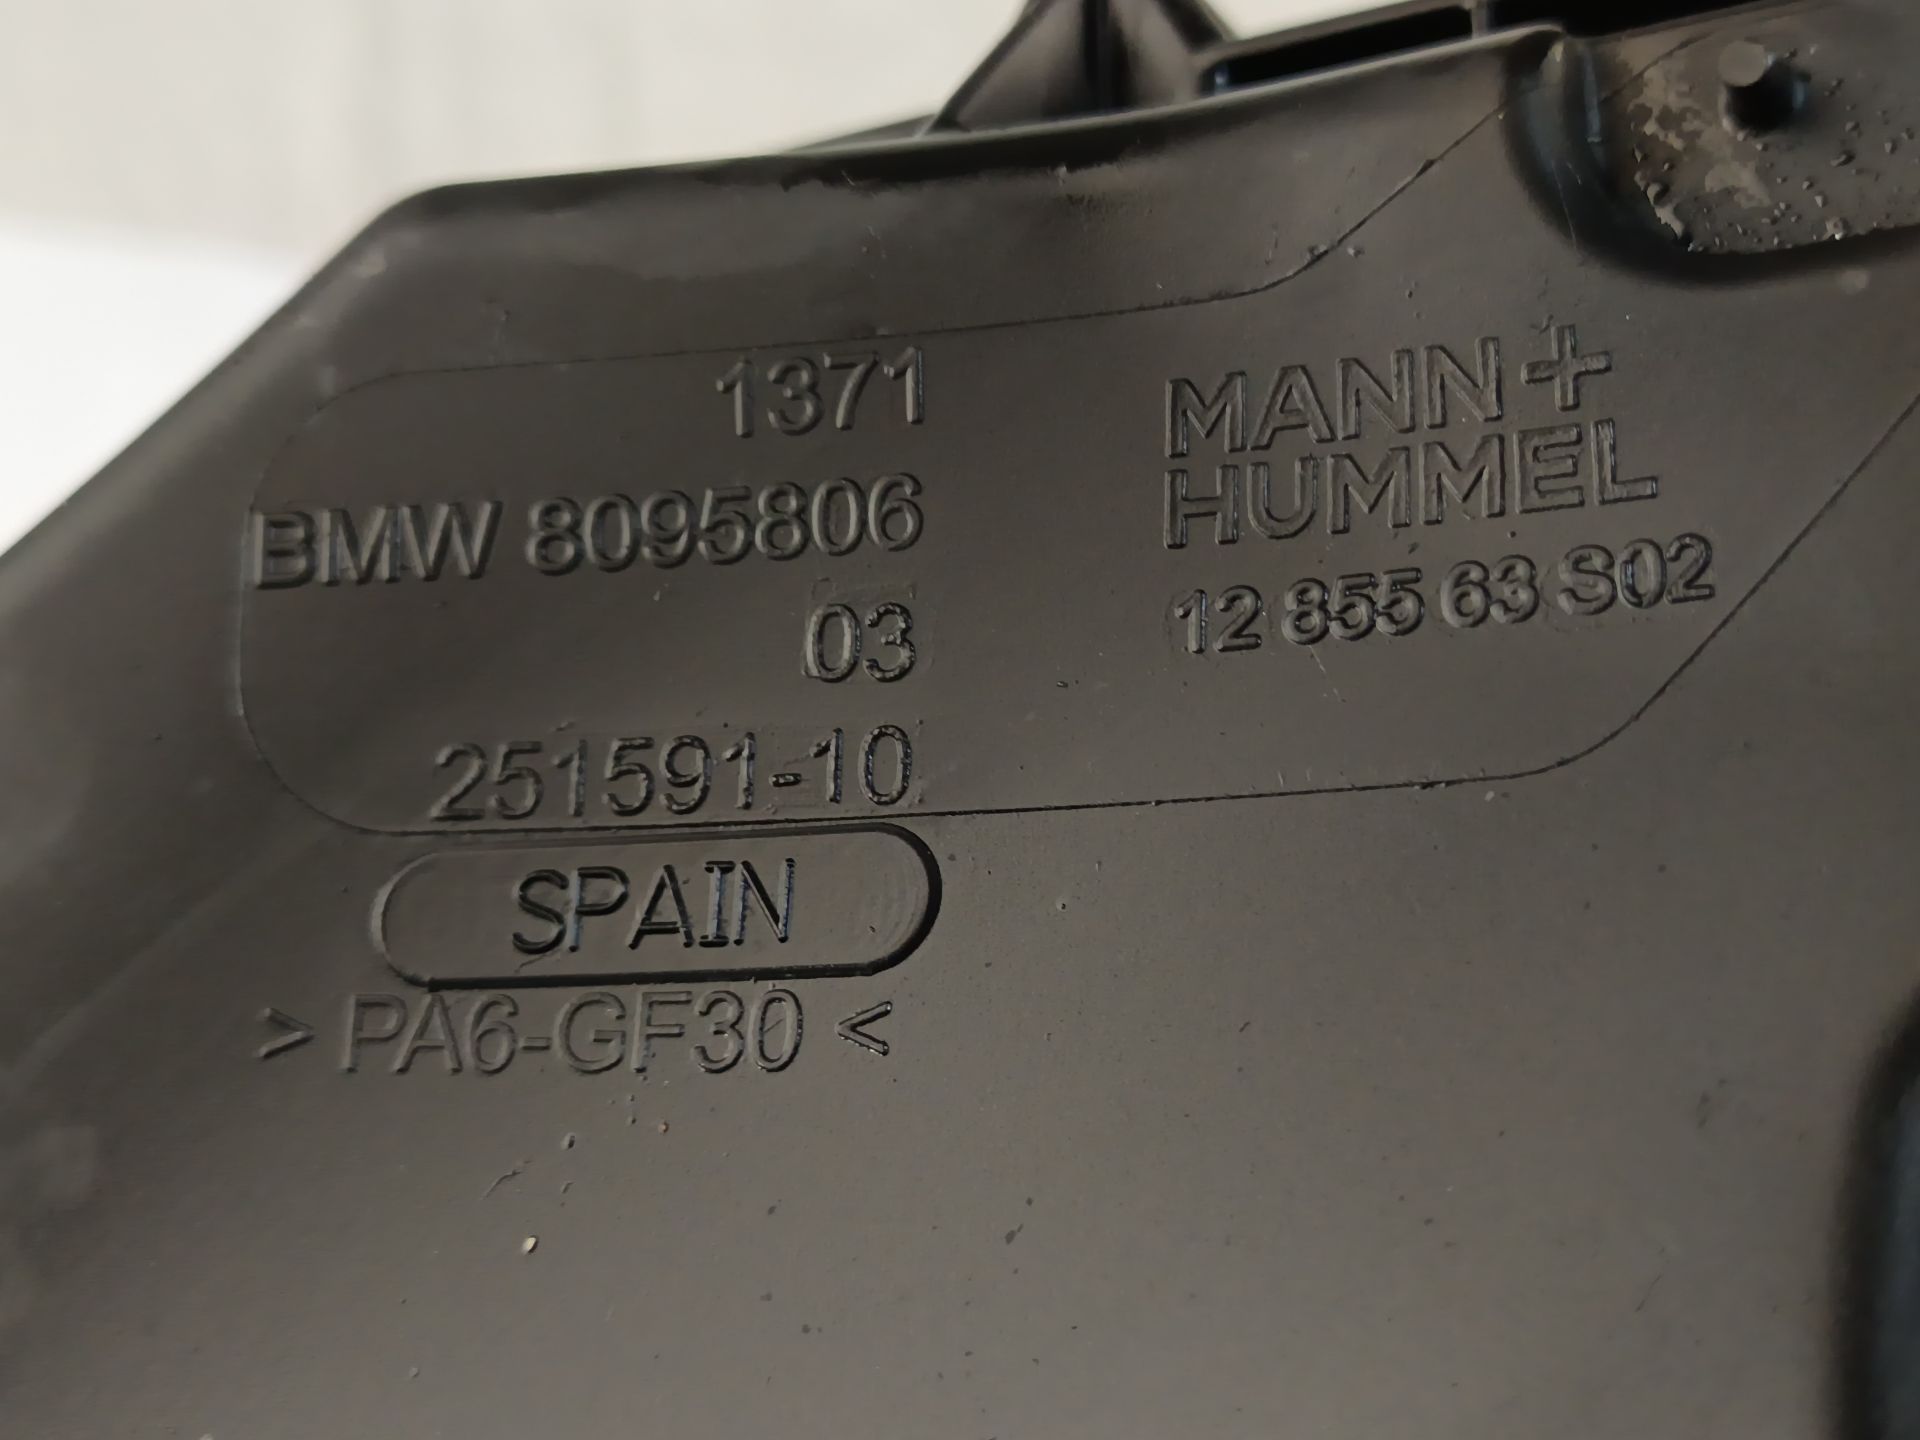 1371
BMW 8095806
03
251591-10
SPAIN
> PA6-GF30 <
MANN+
HUMMEL
12 855 63 S02